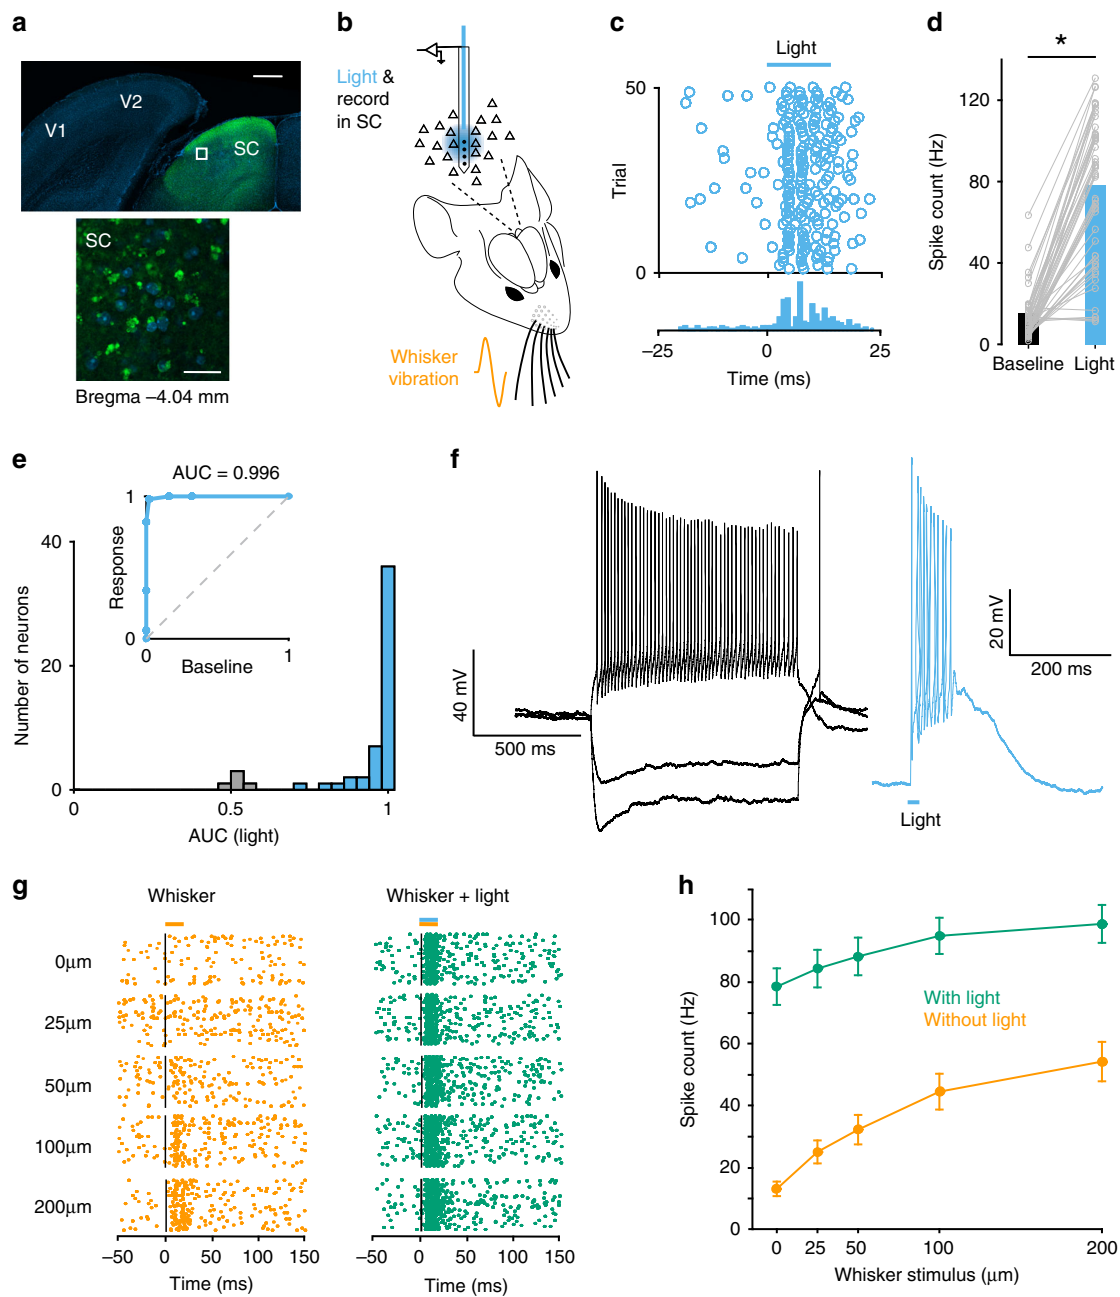 a
V1
V2
SC
SC
Bregma –4.04 mm
b
Light &
record
in SC
Whisker
vibration
c
Light
Trial
50
0
–25
0
25
Time (ms)
d
*
Spike count (Hz)
120
80
40
0
Baseline
Light
e
AUC = 0.996
Response
1
0
0
1
Baseline
Number of neurons
40
20
0
0
0.5
1
AUC (light)
f
40 mV
500 ms
20 mV
200 ms
Light
g
Whisker
Whisker + light
0μm
25μm
50μm
100μm
200μm
–50
0
50
100
150
Time (ms)
–50
0
50
100
150
Time (ms)
h
Spike count (Hz)
100
80
60
40
20
0
With light
Without light
0
25
50
100
200
Whisker stimulus (μm)